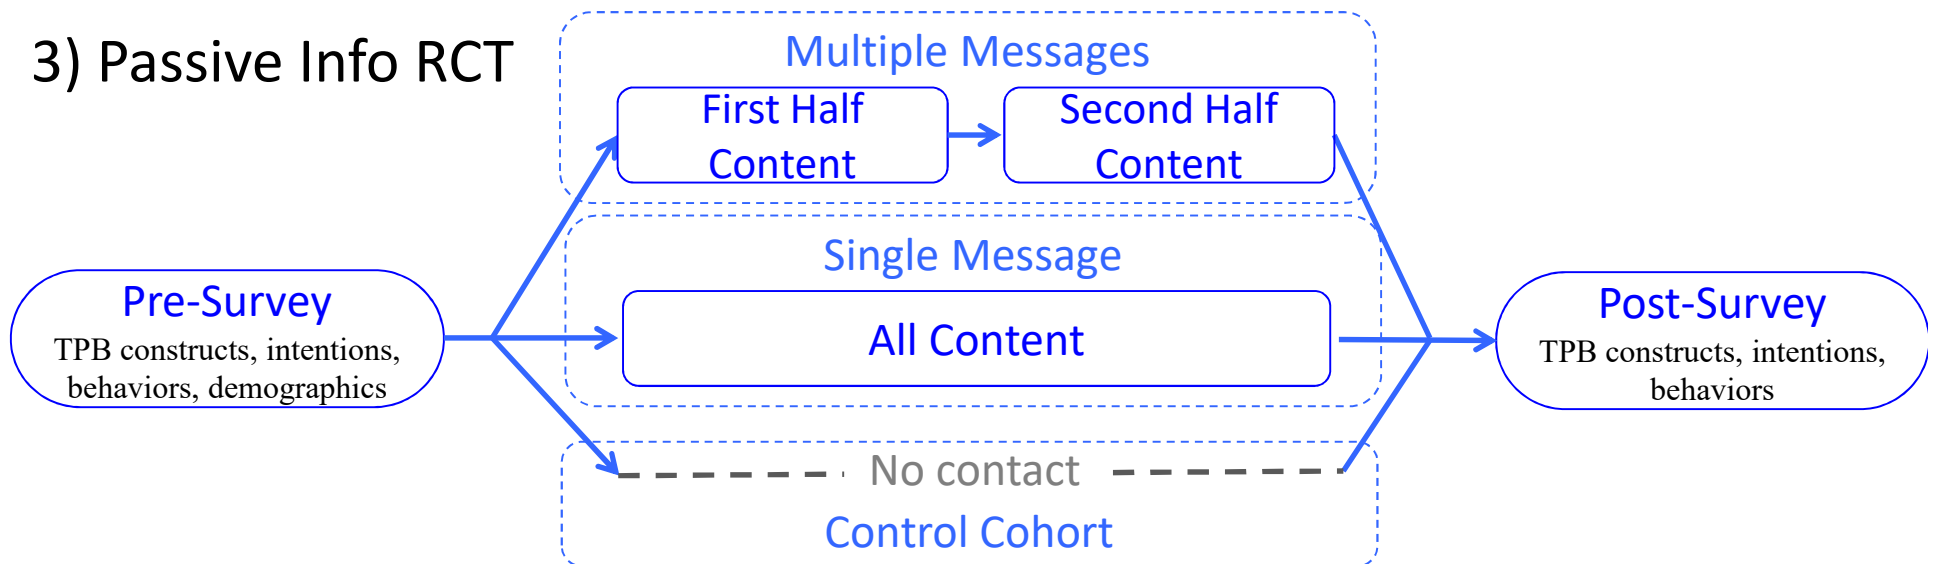 3) Passive Info RCT
Multiple Messages
First Half
Content
Second Half
Content
Single Message
All Content
Pre-Survey
TPB constructs, intentions,
behaviors, demographics
Post-Survey
TPB constructs, intentions,
behaviors
No contact
Control Cohort